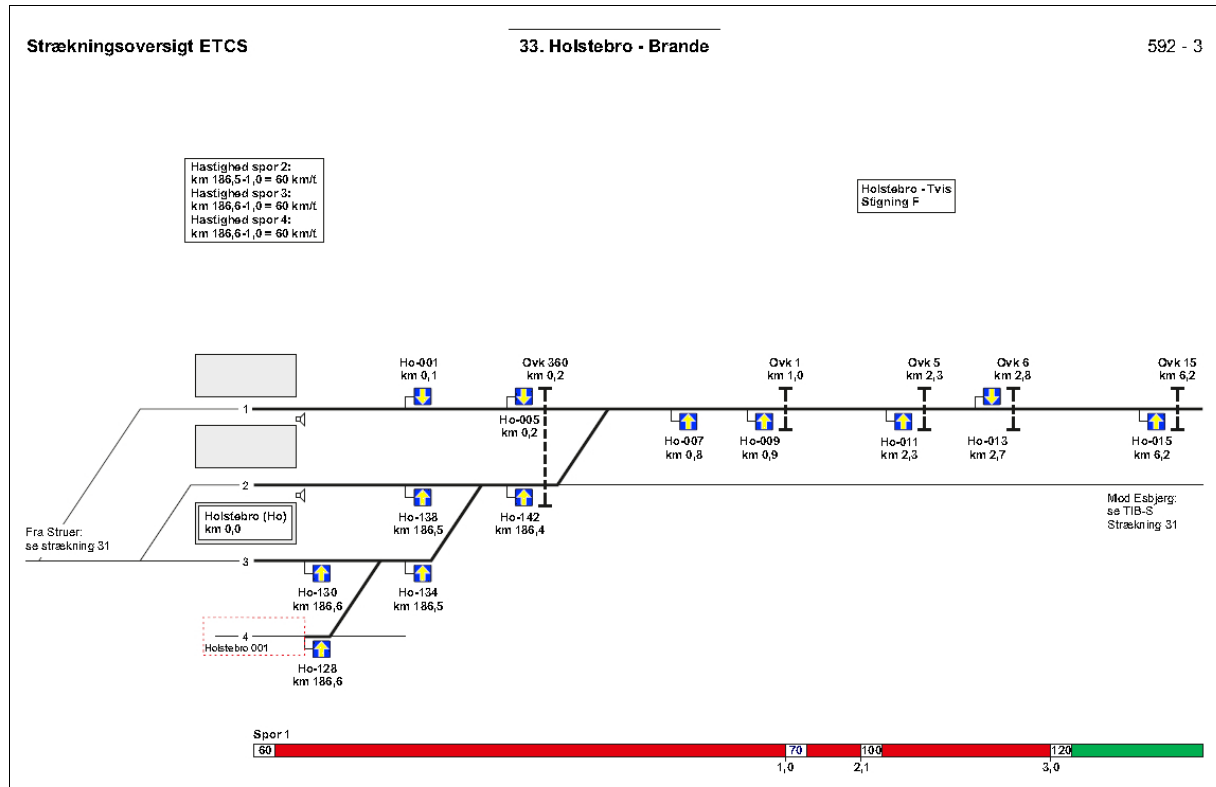 Strækningsoversigt ETCS
33. Holstebro - Brande
592 - 3
Hastighed spor 2:
km 186,5-1,0 = 60 km/t
Hastighed spor 3:
km 186,6-1,0 = 60 km/t
Hastighed spor 4:
km 186,6-1,0 = 60 km/t
Holstebro - Tvis
Stigning F
Ho-001
km 0,1
Ovk 360
km 0,2
Ovk 1
km 1,0
Ovk 5
km 2,3
Ovk 6
km 2,8
Ovk 15
km 6,2
1
Ho-005
km 0,2
Ho-007
km 0,8
Ho-009
km 0,9
Ho-011
km 2,3
Ho-013
km 2,7
Ho-015
km 6,2
2
Holstebro (Ho)
km 0,0
Ho-138
km 186,5
Ho-142
km 186,4
Mod Esbjerg:
se TIB-S
Strækning 31
Fra Struer:
se strækning 31
3
Ho-130
km 186,6
Ho-134
km 186,5
4
Holstebro 001
Ho-128
km 186,6
Spor 1
60
70
100
120
1,0
2,1
3,0